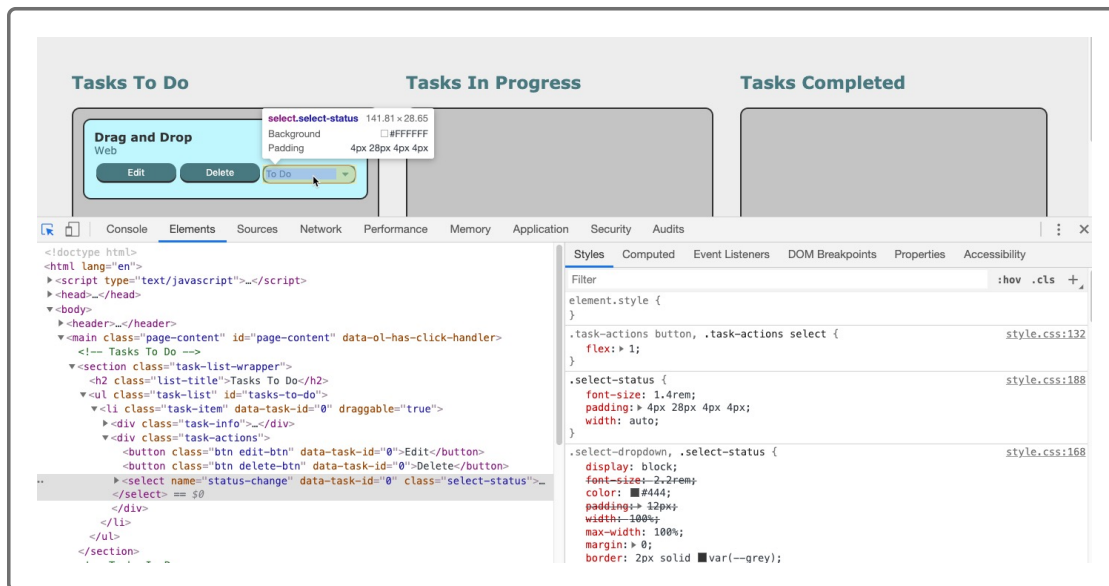 Tasks To Do
Tasks In Progress
Tasks Completed
select.select-status 141.81 × 28.65
Background #FFFFFF
Padding 4px 28px 4px 4px
Drag and Drop
Web
Edit
Delete
To Do
Console Elements Sources Network Performance Memory Application Security Audits
<!doctype html>
<html lang="en">
<script type="text/javascript">…</script>
<head>…</head>
<body>
<header>…</header>
<main class="page-content" id="page-content" data-ol-has-click-handler>
<!-- Tasks To Do -->
<section class="task-list-wrapper">
<h2 class="list-title">Tasks To Do</h2>
<ul class="task-list" id="tasks-to-do">
<li class="task-item" data-task-id="0" draggable="true">
<div class="task-info">…</div>
<div class="task-actions">
<button class="btn edit-btn" data-task-id="0">Edit</button>
<button class="btn delete-btn" data-task-id="0">Delete</button>
<select name="status-change" data-task-id="0" class="select-status">…
</select> == $0
</div>
</li>
</ul>
</section>
Styles Computed Event Listeners DOM Breakpoints Properties Accessibility
Filter :hov .cls +
element.style {
}
.task-actions button, .task-actions select { style.css:132
flex: 1;
}
.select-status { style.css:188
font-size: 1.4rem;
padding: 4px 28px 4px 4px;
width: auto;
}
.select-dropdown, .select-status { style.css:168
display: block;
font-size: 2.2rem;
color: #444;
padding: 12px;
width: 100%;
max-width: 100%;
margin: 0;
border: 2px solid var(--grey);